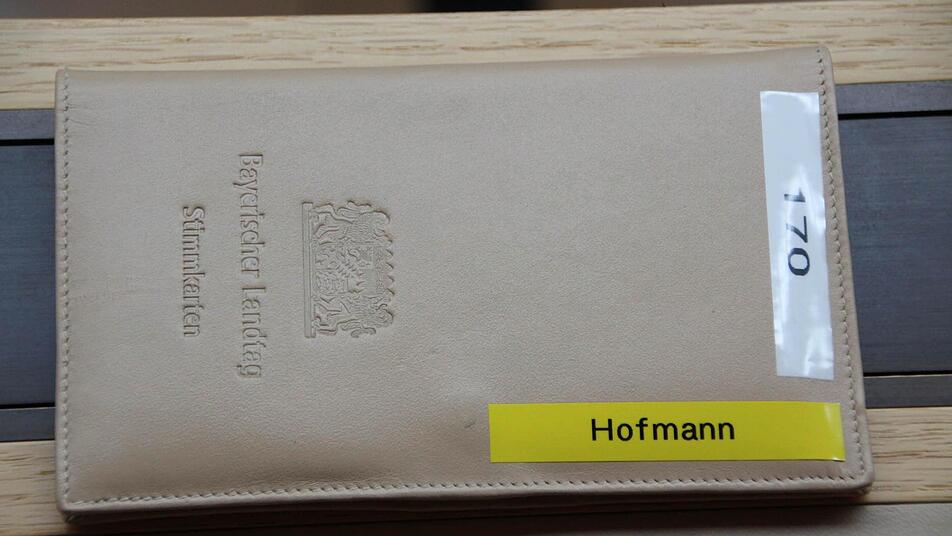 Bayerischer Landtag
Stimmkarten
170
Hofmann